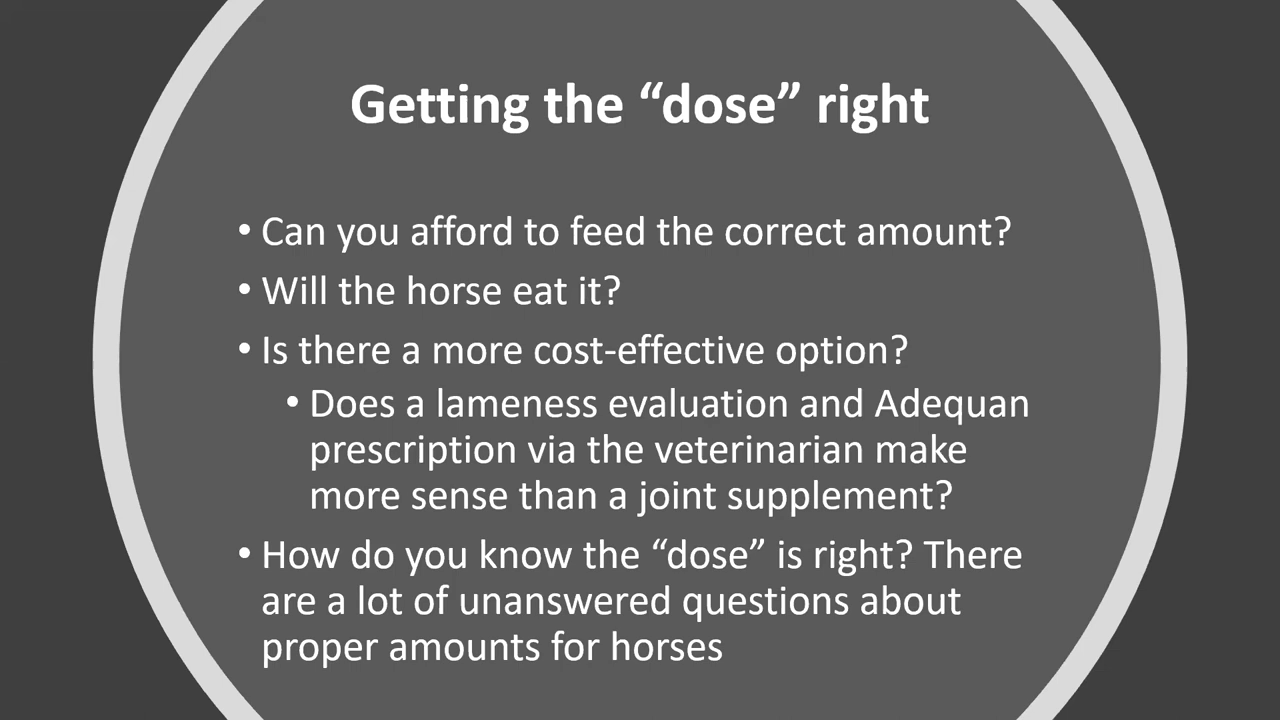 Getting the “dose” right
• Can you afford to feed the correct amount?
• Will the horse eat it?
• Is there a more cost-effective option?
• Does a lameness evaluation and Adequan
prescription via the veterinarian make
more sense than a joint supplement?
• How do you know the “dose” is right? There
are a lot of unanswered questions about
proper amounts for horses